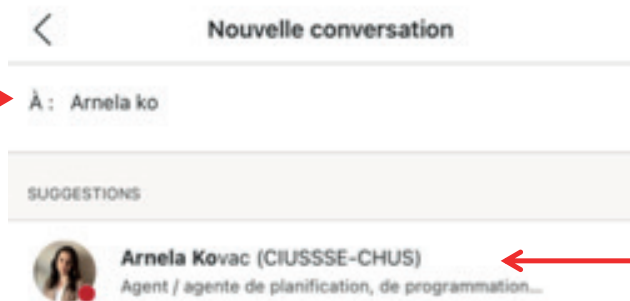 Nouvelle conversation
À : Arnela ko
SUGGESTIONS
Arnela Kovac (CIUSSSE-CHUS)
Agent / agente de planification, de programmation...